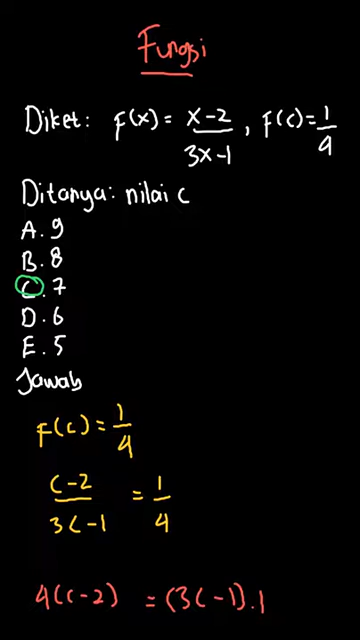 Fungsi
Diket: F(x) = x-2 / 3x-1 , F(c) = 1/4
Ditanya: nilai c
A. 9
B. 8
C. 7
D. 6
E. 5
Jawab
F(c) = 1/4
c-2 / 3c-1 = 1/4
4(c-2) = (3c-1).1